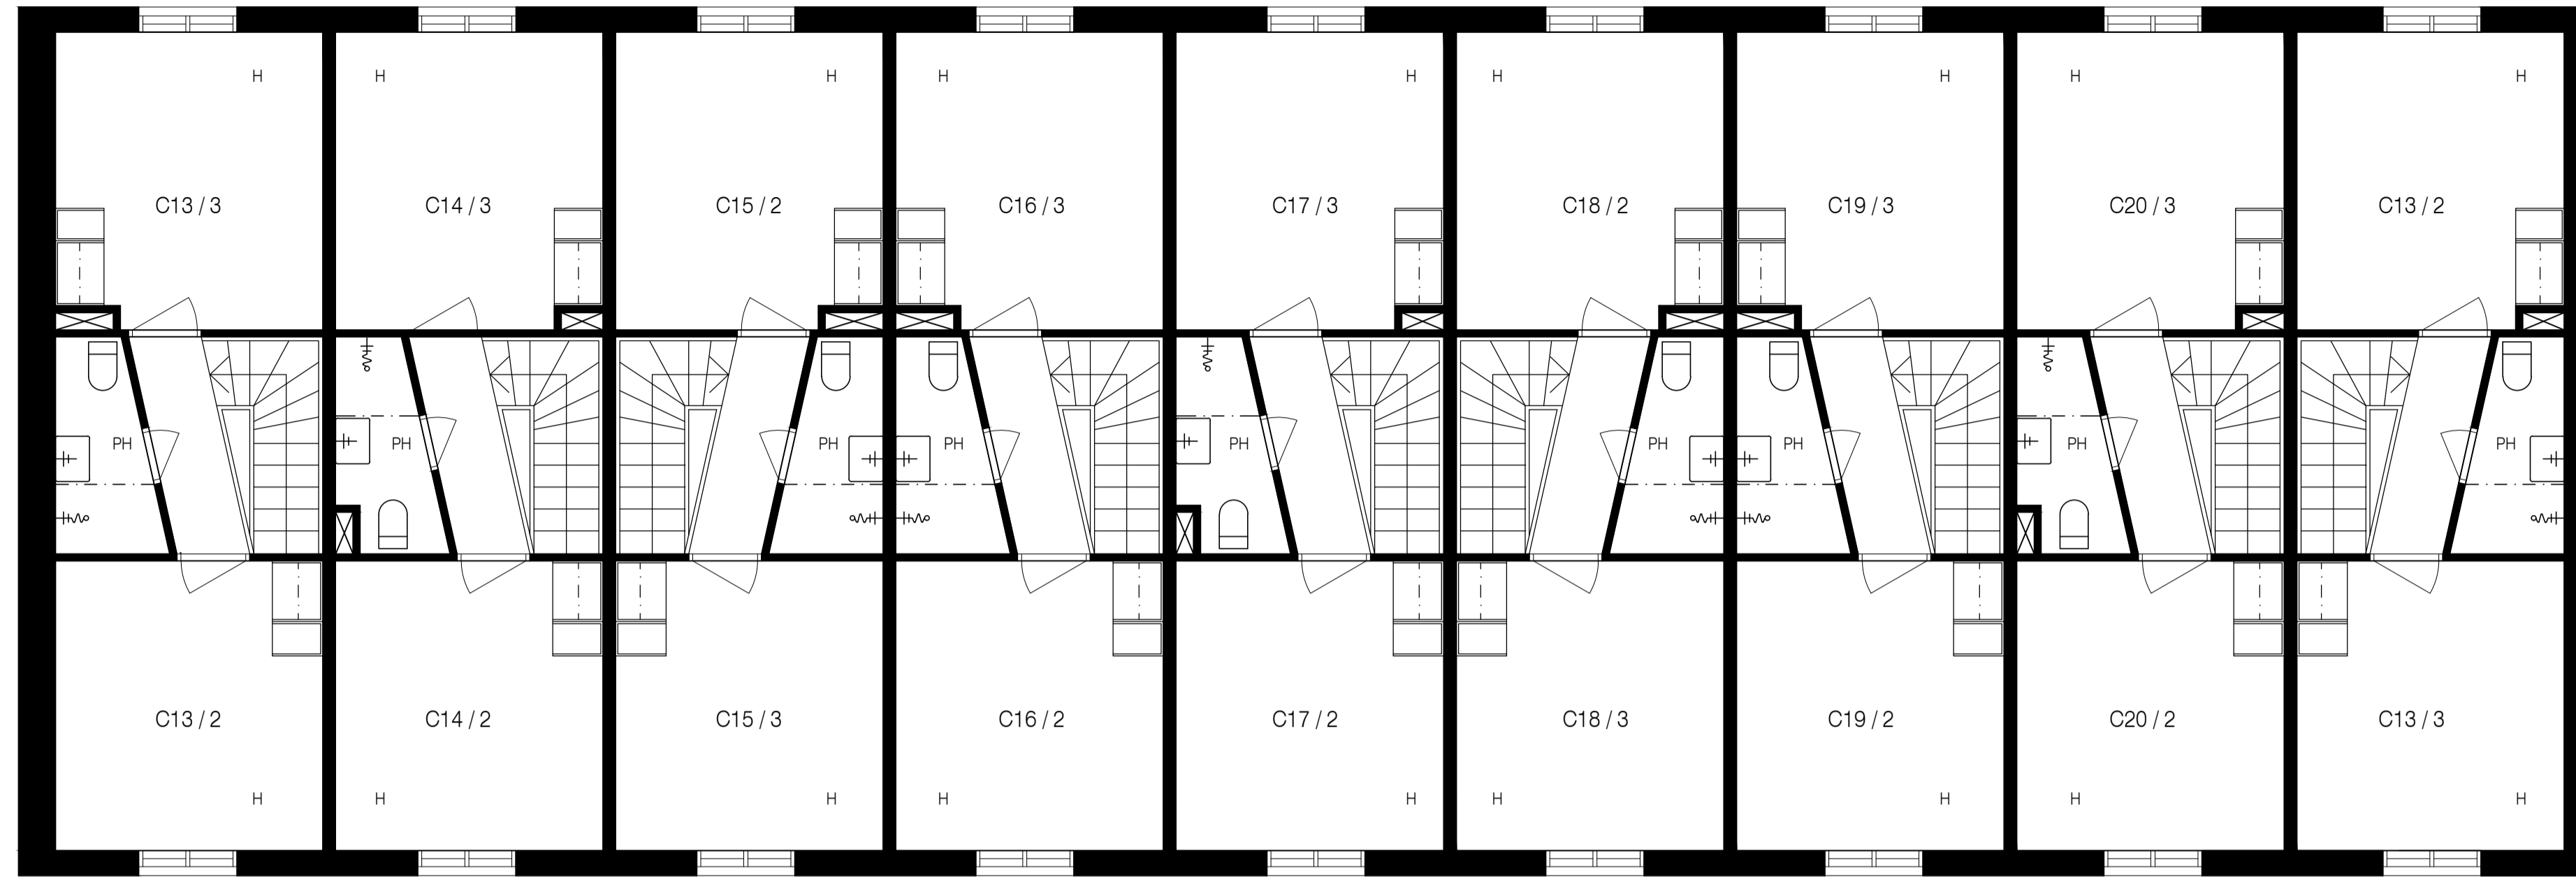 H H H H H H H H H
C13 / 3 C14 / 3 C15 / 2 C16 / 3 C17 / 3 C18 / 2 C19 / 3 C20 / 3 C13 / 2
PH PH PH PH PH PH PH PH PH
C13 / 2 C14 / 2 C15 / 3 C16 / 2 C17 / 2 C18 / 3 C19 / 2 C20 / 2 C13 / 3
H H H H H H H H H